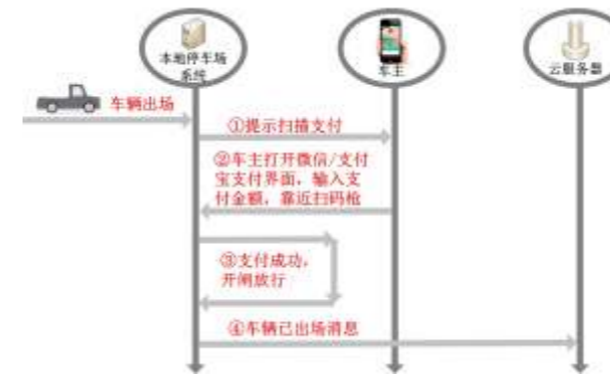 本地停车场
系统
车主
云服务器
车辆出场
①提示扫描支付
②车主打开微信/支付
宝支付界面，输入支
付金额，靠近扫码枪
③支付成功，
开闸放行
④车辆已出场消息